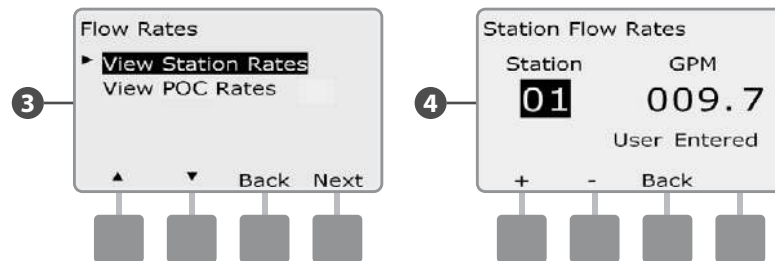 3
Flow Rates
► View Station Rates
View POC Rates
▲ ▼ Back Next
4
Station Flow Rates
Station GPM
01 009.7
User Entered
+ - Back